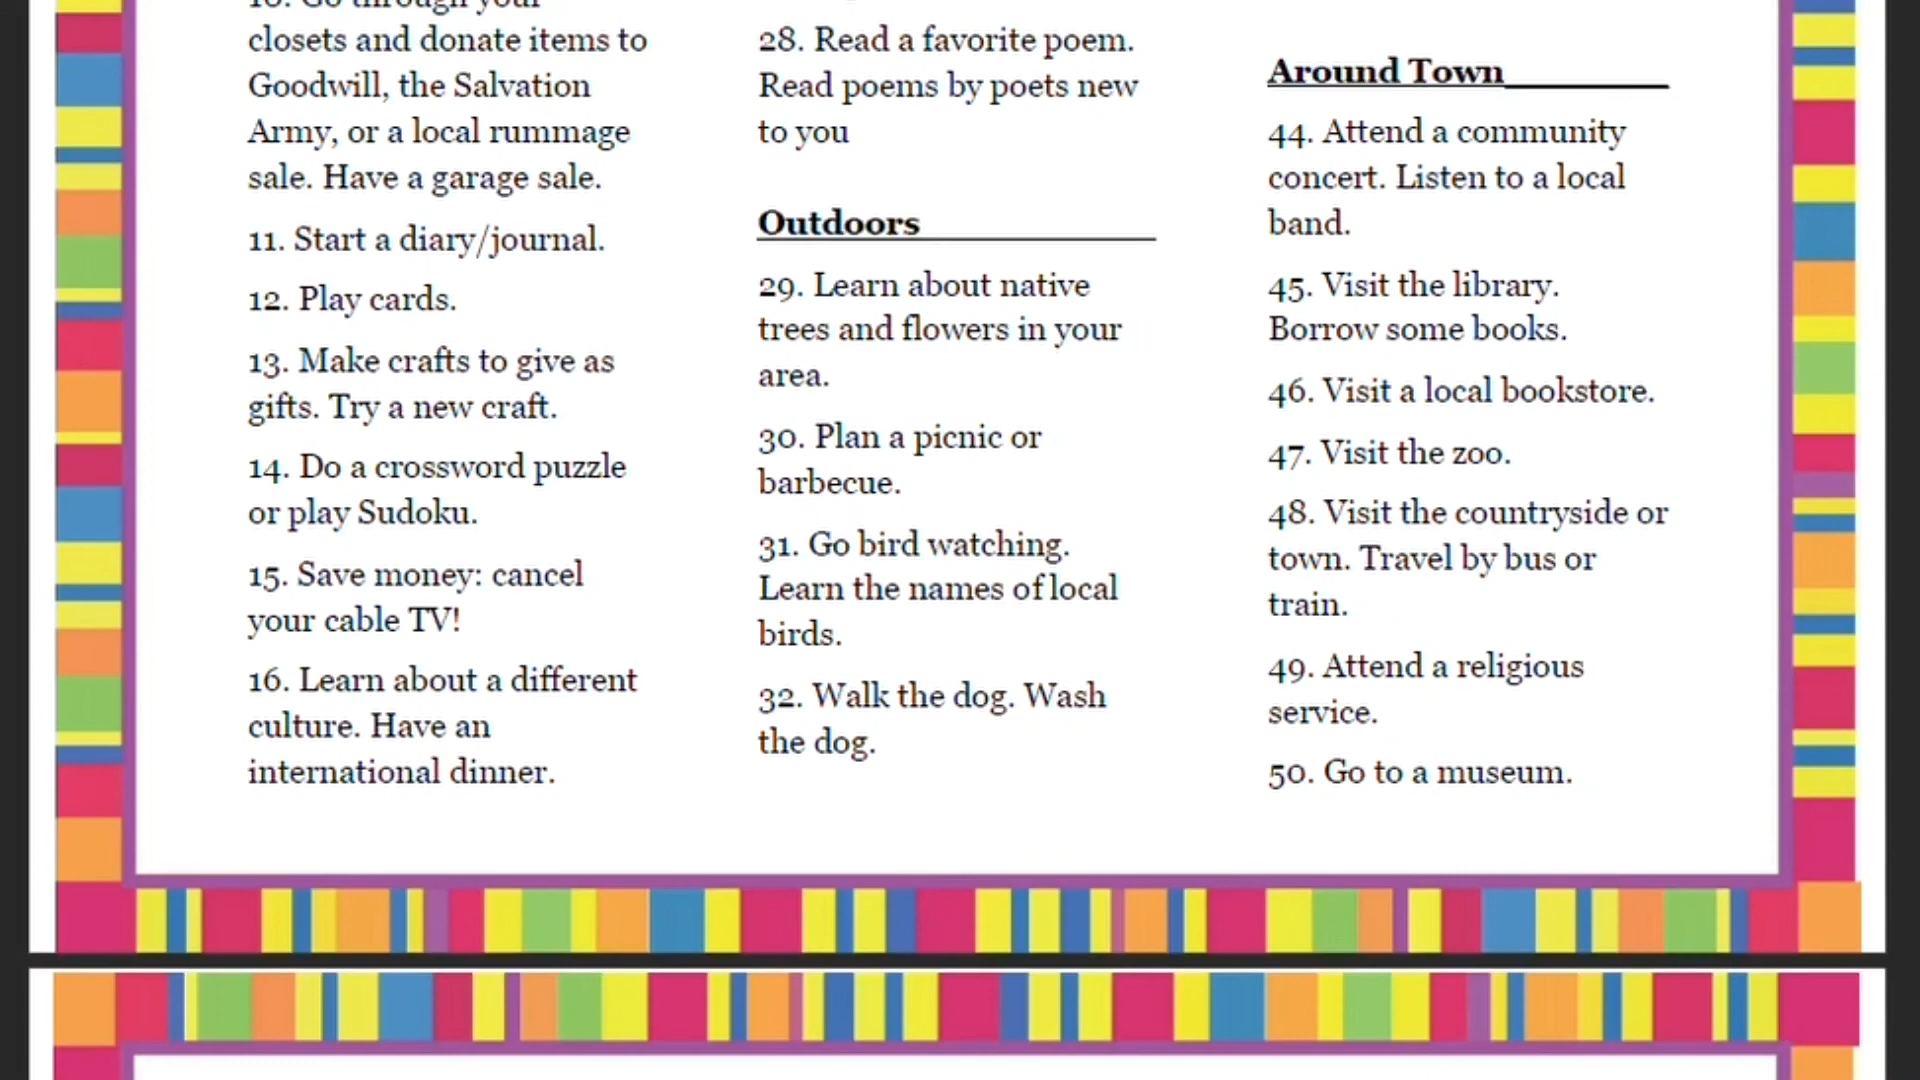 10. Go through your
closets and donate items to
Goodwill, the Salvation
Army, or a local rummage
sale. Have a garage sale.
11. Start a diary/journal.
12. Play cards.
13. Make crafts to give as
gifts. Try a new craft.
14. Do a crossword puzzle
or play Sudoku.
15. Save money: cancel
your cable TV!
16. Learn about a different
culture. Have an
international dinner.
28. Read a favorite poem.
Read poems by poets new
to you
Outdoors
29. Learn about native
trees and flowers in your
area.
30. Plan a picnic or
barbecue.
31. Go bird watching.
Learn the names of local
birds.
32. Walk the dog. Wash
the dog.
Around Town
44. Attend a community
concert. Listen to a local
band.
45. Visit the library.
Borrow some books.
46. Visit a local bookstore.
47. Visit the zoo.
48. Visit the countryside or
town. Travel by bus or
train.
49. Attend a religious
service.
50. Go to a museum.